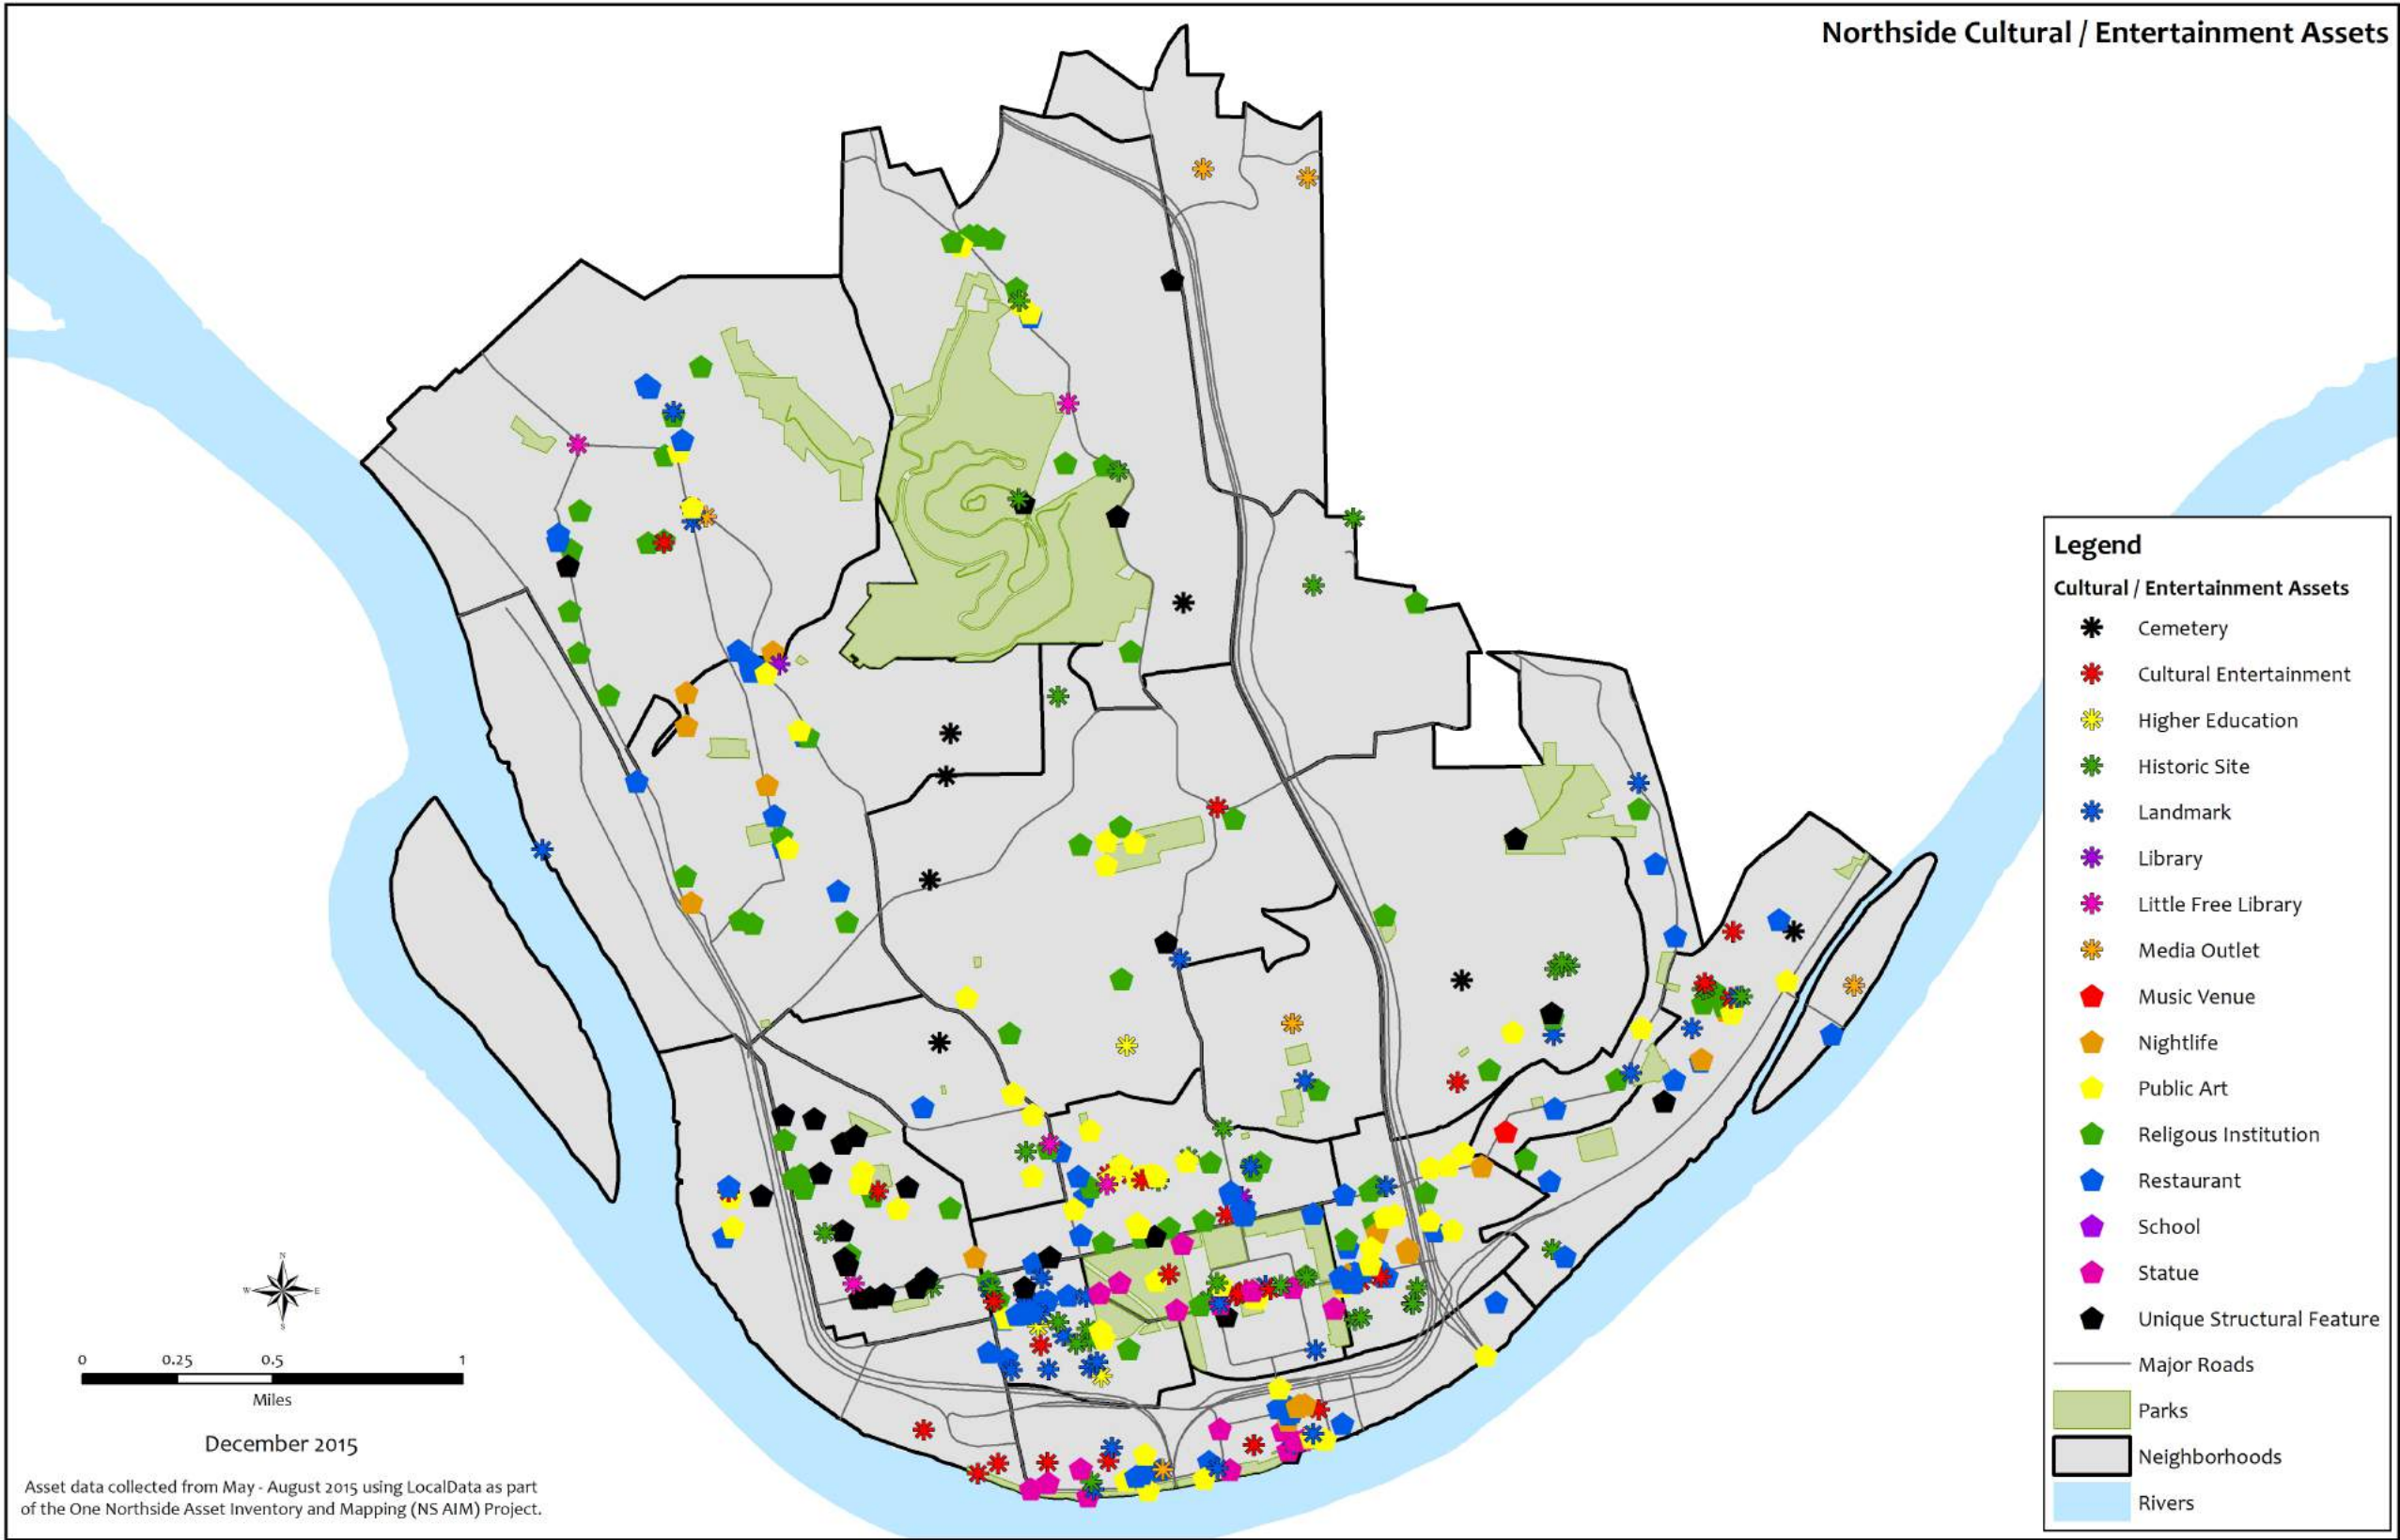 Northside Cultural / Entertainment Assets
Legend
Cultural / Entertainment Assets
Cemetery
Cultural Entertainment
Higher Education
Historic Site
Landmark
Library
Little Free Library
Media Outlet
Music Venue
Nightlife
Public Art
Religous Institution
Restaurant
School
Statue
Unique Structural Feature
Major Roads
Parks
Neighborhoods
Rivers
N
W E
S
0 0.25 0.5 1
Miles
December 2015
Asset data collected from May - August 2015 using LocalData as part
of the One Northside Asset Inventory and Mapping (NS AIM) Project.